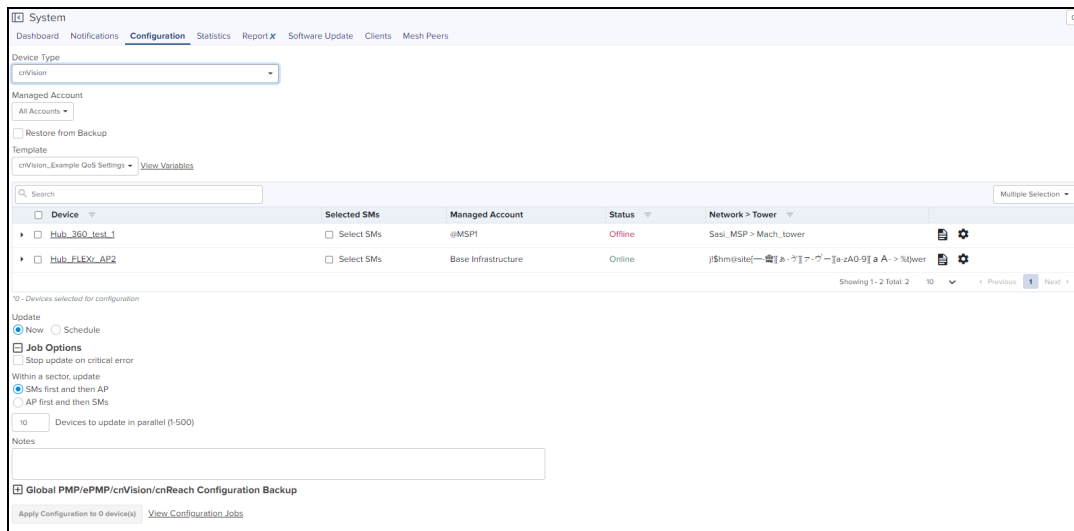 System
Dashboard Notifications Configuration Statistics Report Software Update Clients Mesh Peers
Device Type
cnVision
Managed Account
All Accounts
Restore from Backup
Template
cnVision_Example QoS Settings View Variables
Search Multiple Selection
Device Selected SMs Managed Account Status Network > Tower
Hub_360_test_1 Select SMs @MSP1 Offline Sasi_MSP > Mach_tower
Hub_FLEXr_AP2 Select SMs Base Infrastructure Online
Showing 1 - 2 Total: 2 10 < Previous 1 Next >
*0 - Devices selected for configuration
Update
Now Schedule
Job Options
Stop update on critical error
Within a sector, update
SMs first and then AP
AP first and then SMs
10 Devices to update in parallel (1-500)
Notes
Global PMP/ePMP/cnVision/cnReach Configuration Backup
Apply Configuration to 0 device(s) View Configuration Jobs